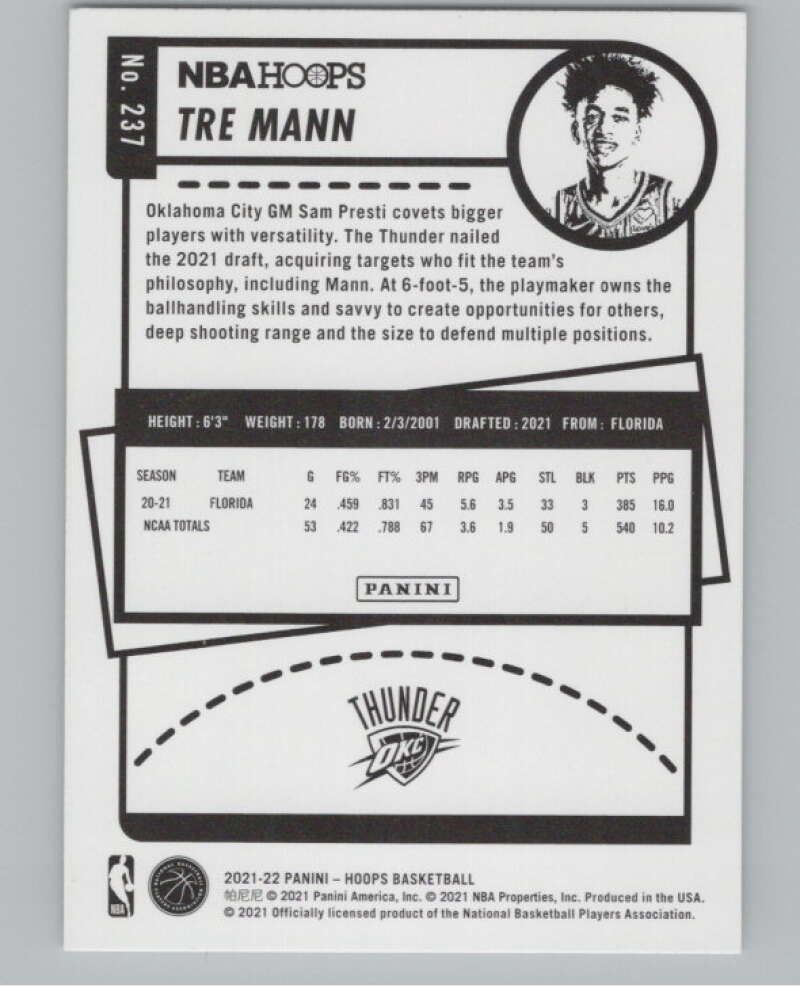 No. 237
NBA HOOPS
TRE MANN
Oklahoma City GM Sam Presti covets bigger
players with versatility. The Thunder nailed
the 2021 draft, acquiring targets who fit the team's
philosophy, including Mann. At 6-foot-5, the playmaker owns the
ballhandling skills and savvy to create opportunities for others,
deep shooting range and the size to defend multiple positions.
HEIGHT: 6'3" WEIGHT: 178 BORN: 2/3/2001 DRAFTED: 2021 FROM: FLORIDA
SEASON TEAM G FG% FT% 3PM RPG APG STL BLK PTS PPG
20-21 FLORIDA 24 .459 .831 45 5.6 3.5 33 3 385 16.0
NCAA TOTALS 53 .422 .788 67 3.6 1.9 50 5 540 10.2
PANINI
THUNDER
OKC
NBA
2021-22 PANINI – HOOPS BASKETBALL
帕尼尼 © 2021 Panini America, Inc. © 2021 NBA Properties, Inc. Produced in the USA.
© 2021 Officially licensed product of the National Basketball Players Association.